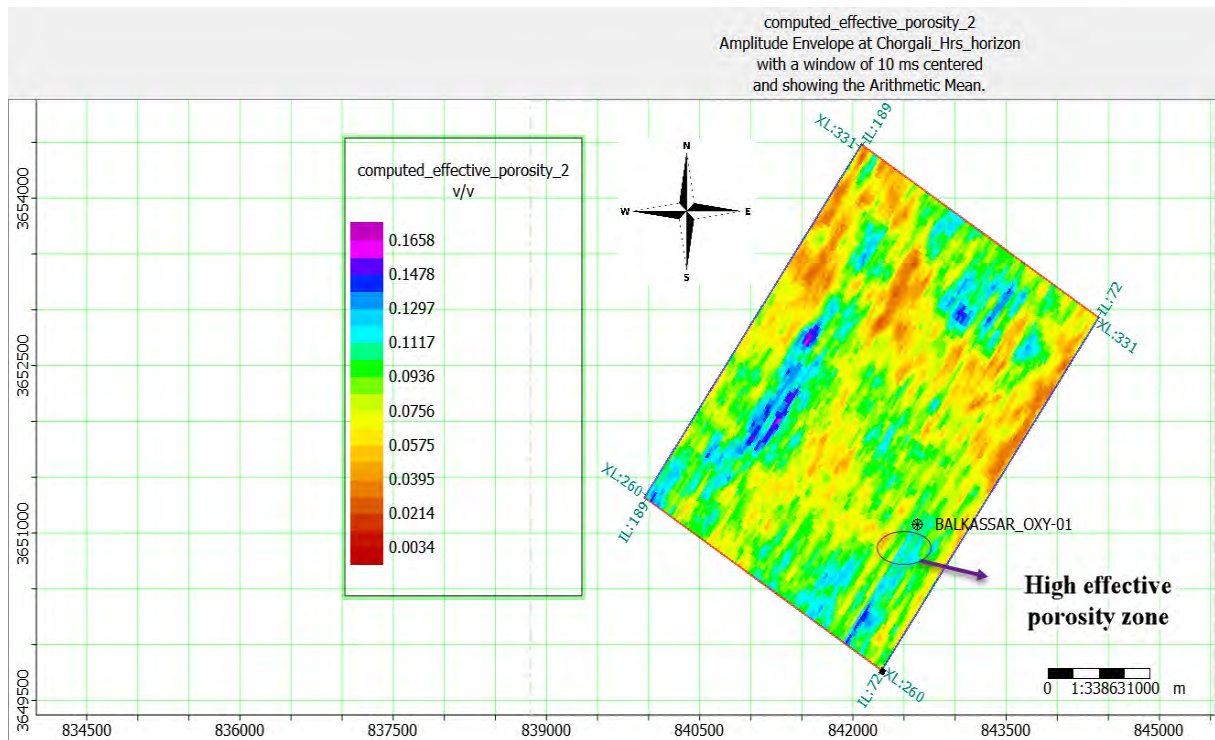 computed_effective_porosity_2
Amplitude Envelope at Chorgali_Hrs_horizon
with a window of 10 ms centered
and showing the Arithmetic Mean.
XL:331
IL:189
computed_effective_porosity_2
v/v
0.1658
0.1478
0.1297
0.1117
0.0936
0.0756
0.0575
0.0395
0.0214
0.0034
N
W
E
S
IL:72
XL:331
XL:260
IL:189
BALKASSAR_OXY-01
High effective
porosity zone
IL:72
XL:260
0 1:338631000 m
3654000
3652500
3651000
3649500
834500
836000
837500
839000
840500
842000
843500
845000